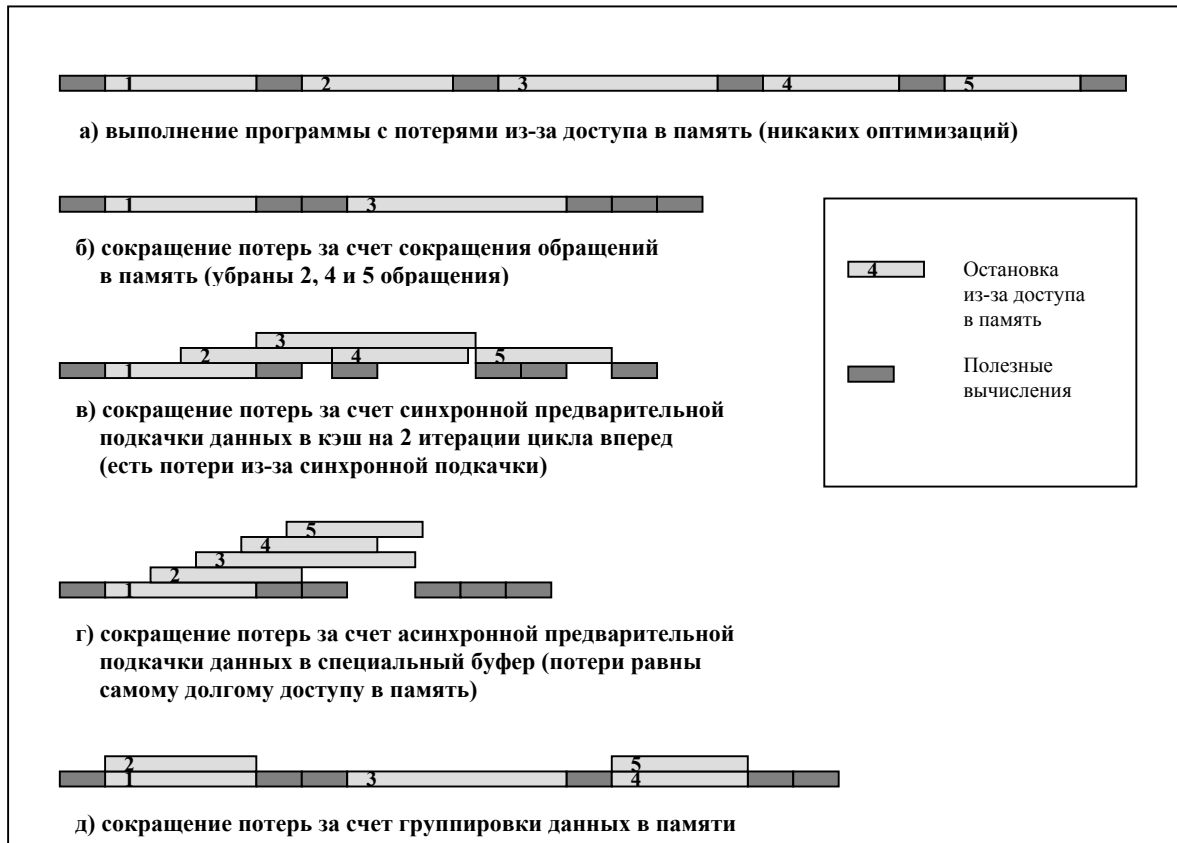 1 2 3 4 5
а) выполнение программы с потерями из-за доступа в память (никаких оптимизаций)
1 3
б) сокращение потерь за счет сокращения обращений
в память (убраны 2, 4 и 5 обращения)
4 Остановка
из-за доступа
в память
Полезные
вычисления
3
2 4 5
1
в) сокращение потерь за счет синхронной предварительной
подкачки данных в кэш на 2 итерации цикла вперед
(есть потери из-за синхронной подкачки)
5
4
3
2
1
г) сокращение потерь за счет асинхронной предварительной
подкачки данных в специальный буфер (потери равны
самому долгому доступу в память)
2 5
1 3 4
д) сокращение потерь за счет группировки данных в памяти